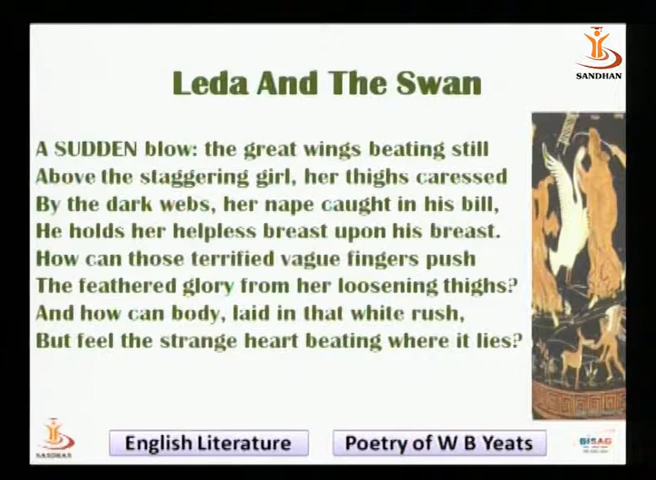 SANDHAN
Leda And The Swan
A SUDDEN blow: the great wings beating still
Above the staggering girl, her thighs caressed
By the dark webs, her nape caught in his bill,
He holds her helpless breast upon his breast.
How can those terrified vague fingers push
The feathered glory from her loosening thighs?
And how can body, laid in that white rush,
But feel the strange heart beating where it lies?
SANDHAN
English Literature
Poetry of W B Yeats
BISAG